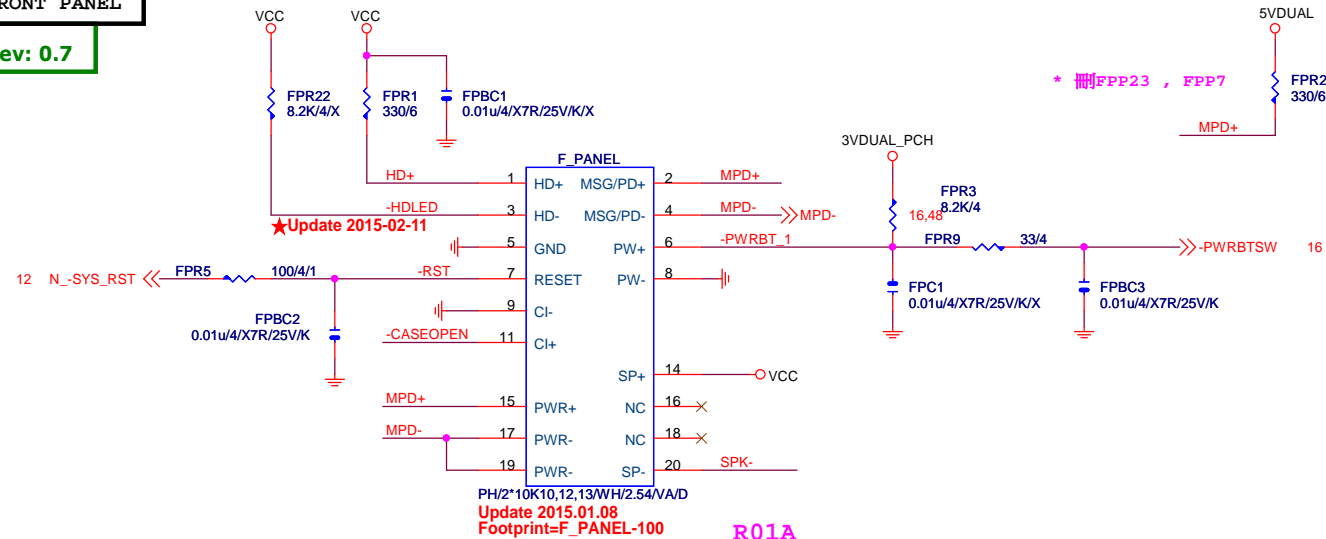 RONT PANEL
ev: 0.7
VCC
VCC
5VDUAL
FPR22
8.2K/4/X
FPR1
330/6
FPBC1
0.01u/4/X7R/25V/K/X
* 刪FPP23 , FPP7
FPR2
330/6
MPD+
3VDUAL_PCH
F_PANEL
HD+
1
HD+
MSG/PD+
2
MPD+
FPR3
8.2K/4
-HDLED
3
HD-
MSG/PD-
4
MPD-
MPD-
16,48
★Update 2015-02-11
5
GND
PW+
6
-PWRBT_1
FPR9
33/4
-PWRBTSW
16
12
N_-SYS_RST
FPR5
100/4/1
-RST
7
RESET
PW-
8
FPC1
0.01u/4/X7R/25V/K/X
FPBC3
0.01u/4/X7R/25V/K
9
CI-
FPBC2
0.01u/4/X7R/25V/K
-CASEOPEN
11
CI+
SP+
14
VCC
MPD+
15
PWR+
NC
16
MPD-
17
PWR-
NC
18
19
PWR-
SP-
20
SPK-
PH/2*10K10,12,13/WH/2.54/VA/D
Update 2015.01.08
Footprint=F_PANEL-100
R01A